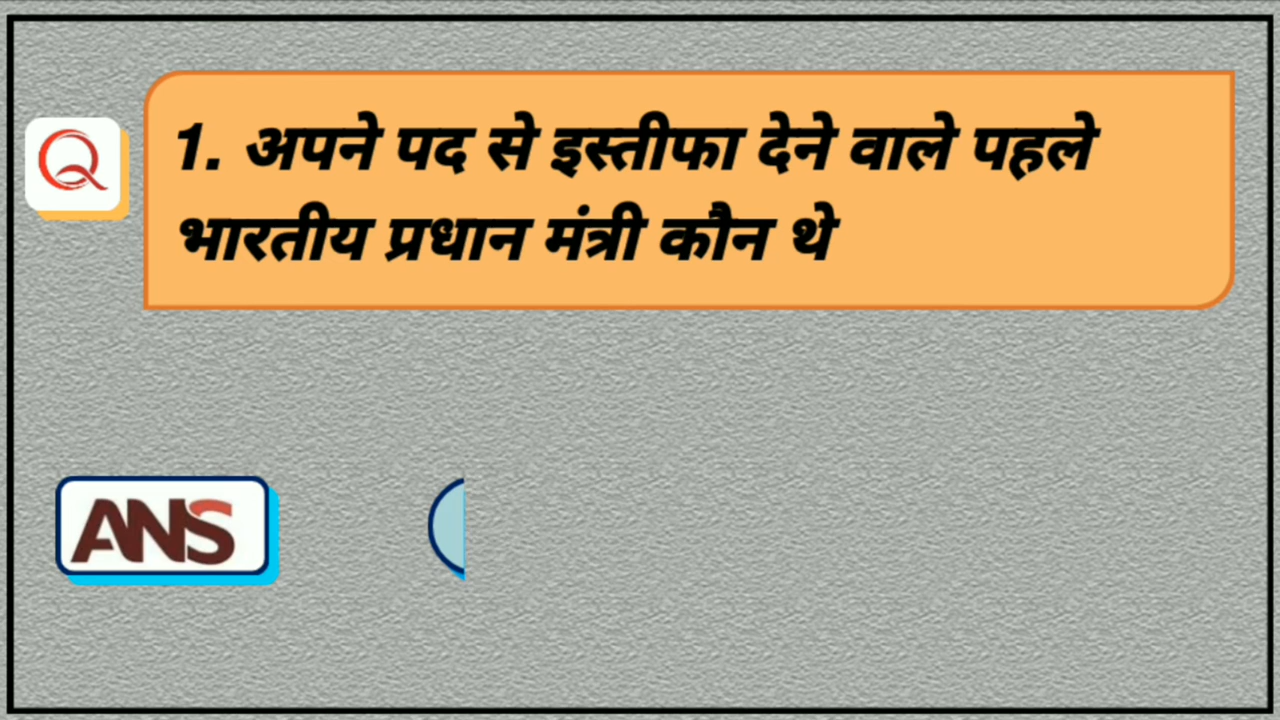 Q
1. अपने पद से इस्तीफा देने वाले पहले
भारतीय प्रधान मंत्री कौन थे
ANS